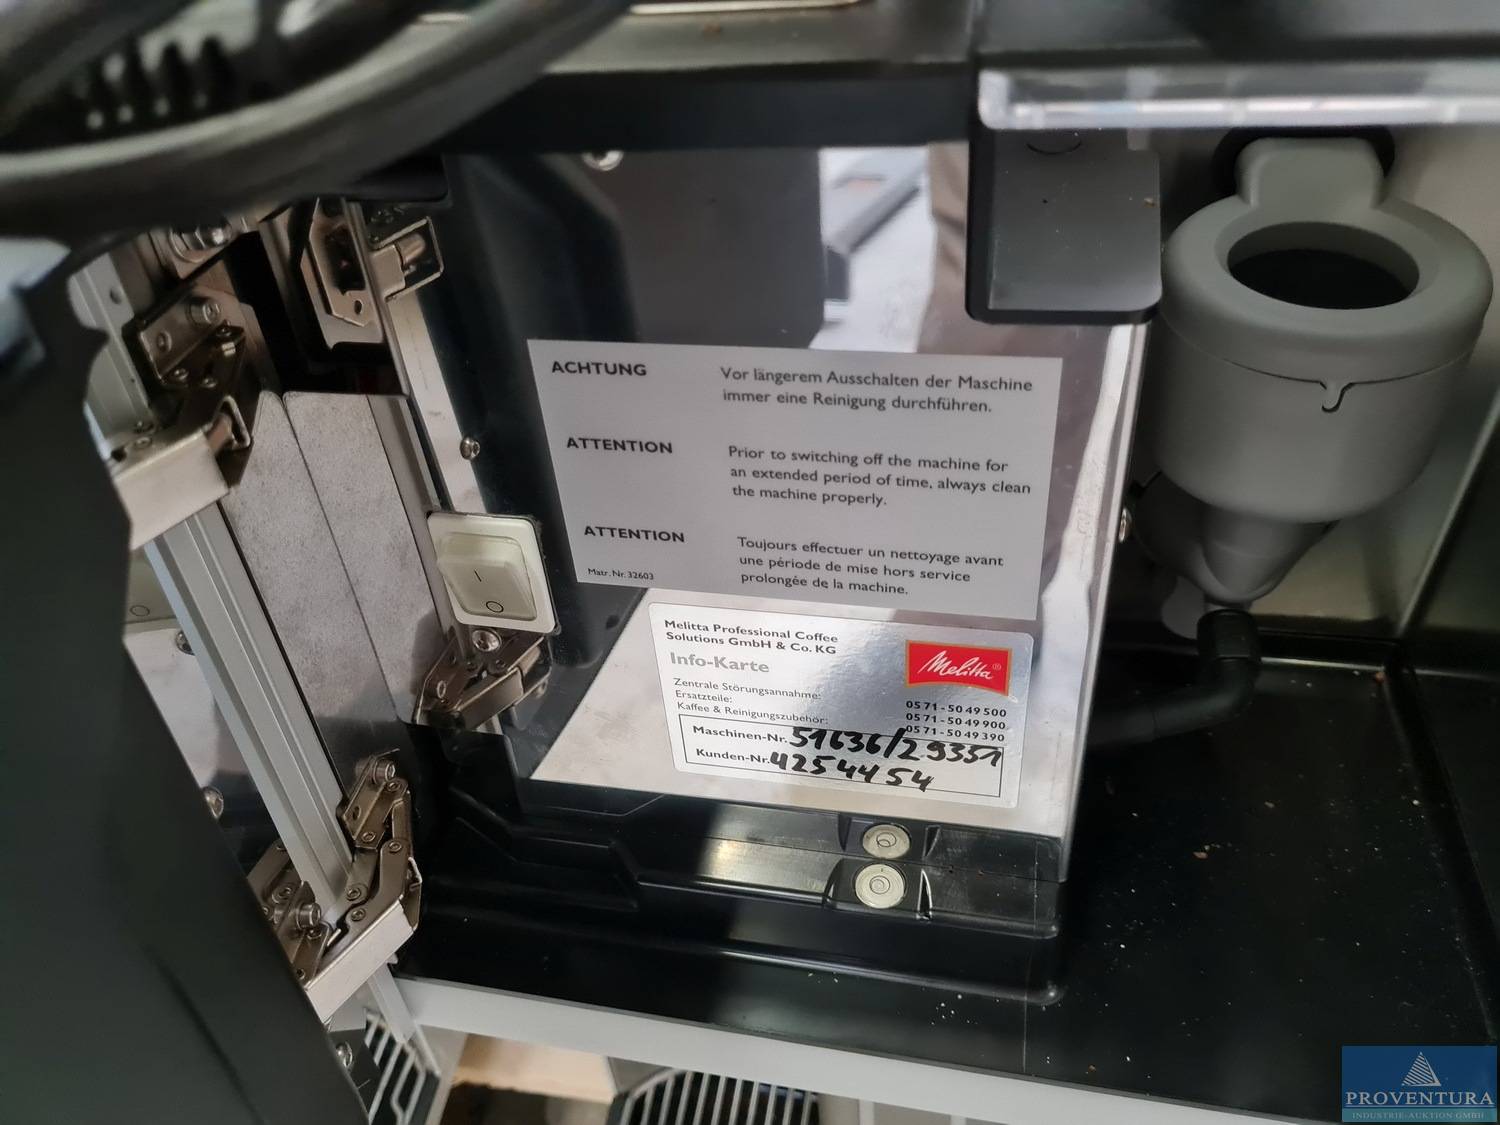 ACHTUNG
Vor längerem Ausschalten der Maschine
immer eine Reinigung durchführen.
ATTENTION
Prior to switching off the machine for
an extended period of time, always clean
the machine properly.
ATTENTION
Toujours effectuer un nettoyage avant
une période de mise hors service
prolongée de la machine.
Matr. Nr. 32603
Melitta Professional Coffee
Solutions GmbH & Co. KG
Info-Karte
Melitta®
Zentrale Störungsannahme: 0571-5049500
Ersatzteile: 0571-5049900
Kaffee & Reinigungszubehör: 0571-5049390
Maschinen-Nr. 51636/29351
Kunden-Nr. 4254454
PROVENTURA
INDUSTRIE-AUKTION-GMBH